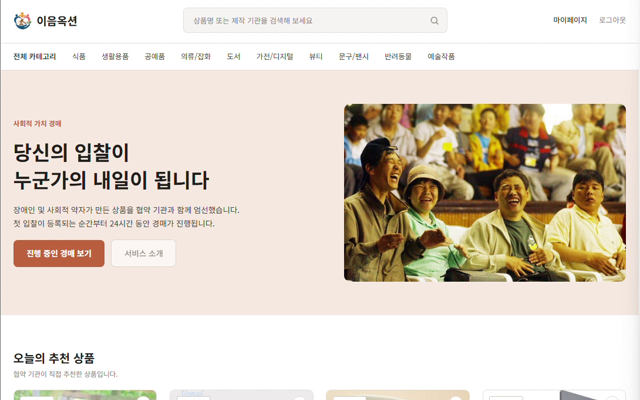 이음옥션
상품명 또는 제작 기관을 검색해 보세요
마이페이지
로그아웃
전체 카테고리
식품
생활용품
공예품
의류/잡화
도서
가전/디지털
뷰티
문구/팬시
반려동물
예술작품
사회적 가치 경매
당신의 입찰이
누군가의 내일이 됩니다
장애인 및 사회적 약자가 만든 상품을 협약 기관과 함께 엄선했습니다.
첫 입찰이 등록되는 순간부터 24시간 동안 경매가 진행됩니다.
진행 중인 경매 보기
서비스 소개
오늘의 추천 상품
협약 기관이 직접 추천한 상품입니다.